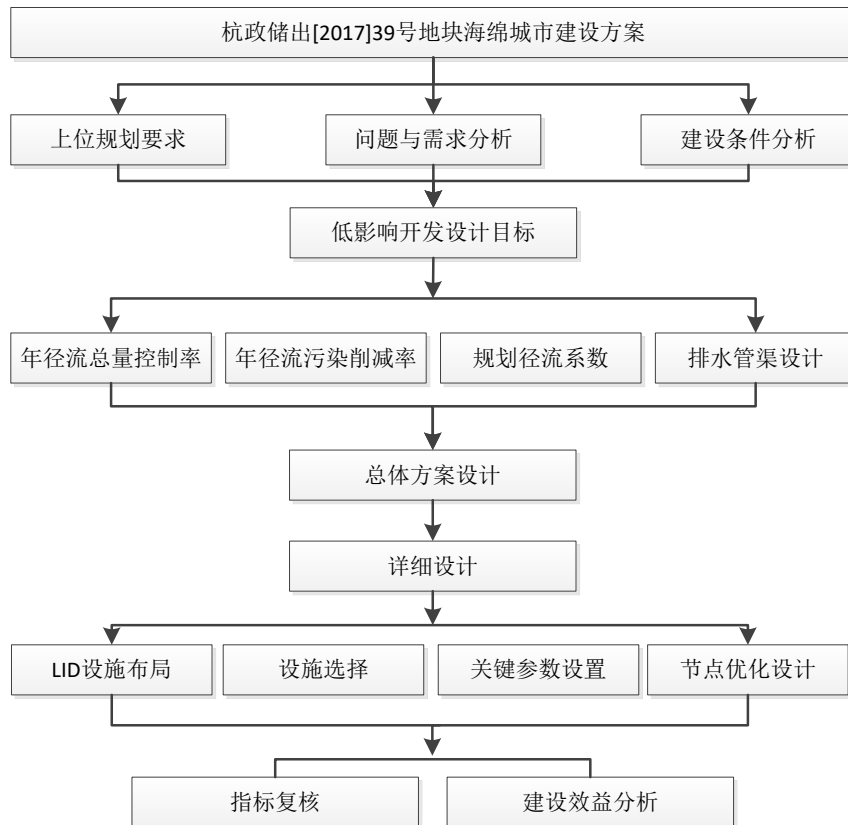 杭政储出[2017]39号地块海绵城市建设方案
上位规划要求
问题与需求分析
建设条件分析
低影响开发设计目标
年径流总量控制率
年径流污染削减率
规划径流系数
排水管渠设计
总体方案设计
详细设计
LID设施布局
设施选择
关键参数设置
节点优化设计
指标复核
建设效益分析